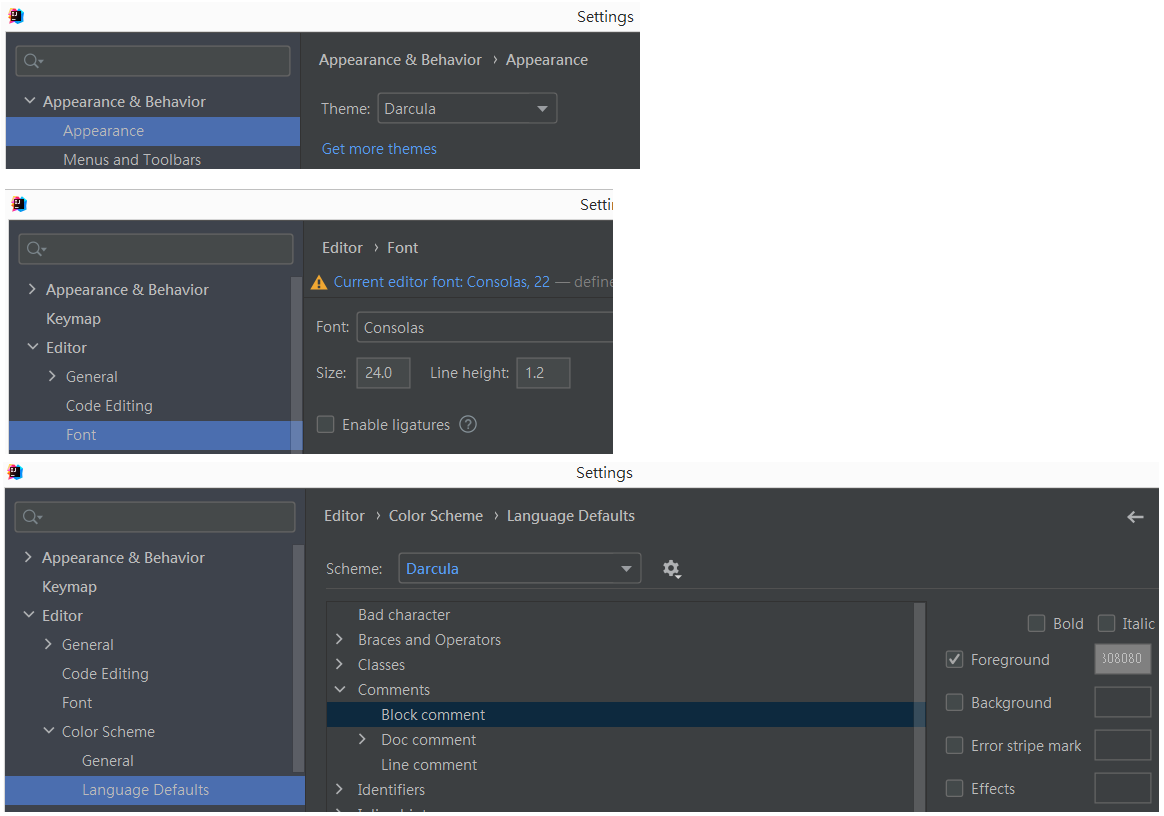 Settings
Appearance & Behavior › Appearance
Appearance & Behavior
Theme: Darcula
Appearance
Get more themes
Menus and Toolbars
Editor › Font
Current editor font: Consolas, 22 — define
Appearance & Behavior
Keymap
Font: Consolas
Editor
General
Size: 24.0 Line height: 1.2
Code Editing
Enable ligatures ?
Font
Settings
Editor › Color Scheme › Language Defaults
Appearance & Behavior
Scheme: Darcula
Keymap
Editor
General
Code Editing
Font
Color Scheme
General
Language Defaults
Bad character
Braces and Operators
Classes
Comments
Block comment
Doc comment
Line comment
Identifiers
Bold Italic
Foreground 808080
Background
Error stripe mark
Effects